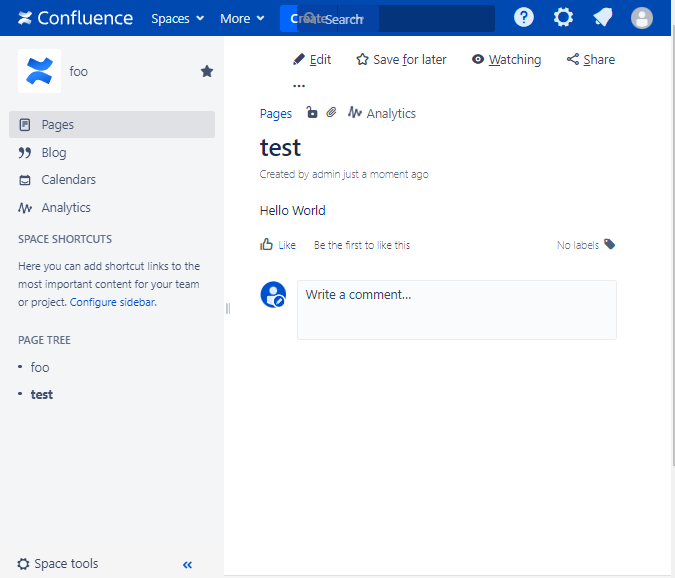 Confluence Spaces More Create Search
foo
Edit Save for later Watching Share
...
Pages
Blog
Calendars
Analytics
SPACE SHORTCUTS
Here you can add shortcut links to the
most important content for your team
or project. Configure sidebar.
PAGE TREE
• foo
• test
Space tools «
Pages Analytics
test
Created by admin just a moment ago
Hello World
Like Be the first to like this No labels
Write a comment...